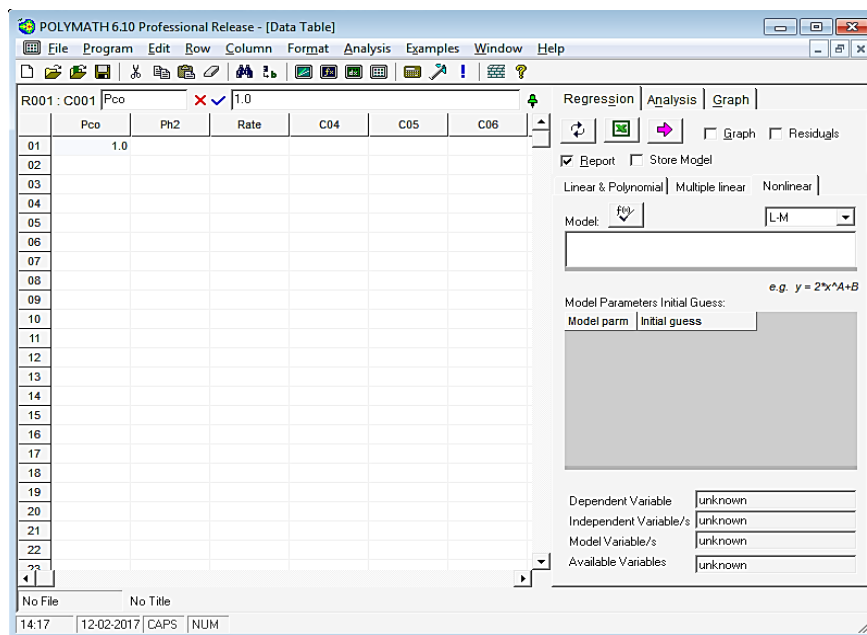 POLYMATH 6.10 Professional Release - [Data Table]
File Program Edit Row Column Format Analysis Examples Window Help
R001 : C001 Pco 1.0
Pco Ph2 Rate C04 C05 C06
01 1.0
02
03
04
05
06
07
08
09
10
11
12
13
14
15
16
17
18
19
20
21
22
23
Regression Analysis Graph
Graph Residuals
Report Store Model
Linear & Polynomial Multiple linear Nonlinear
Model: f(x) L-M
e.g. y = 2*x^A+B
Model Parameters Initial Guess:
Model parm Initial guess
Dependent Variable unknown
Independent Variable/s unknown
Model Variable/s unknown
Available Variables unknown
No File No Title
14:17 12-02-2017 CAPS NUM